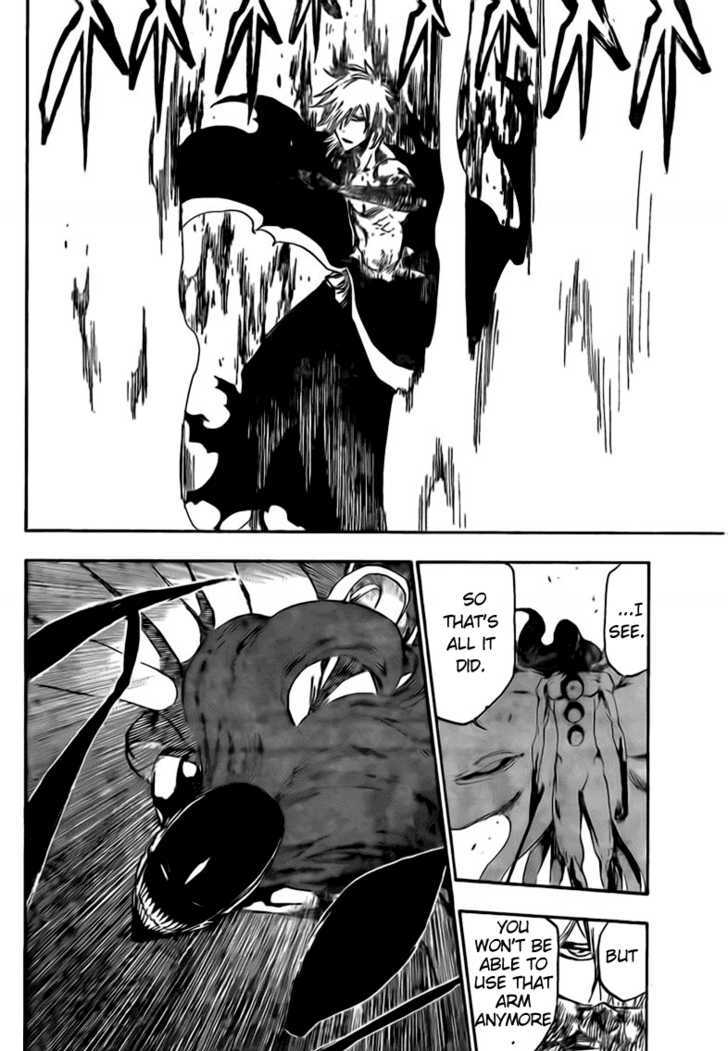 ...I
SEE.
SO
THAT'S
ALL IT
DID.
BUT
YOU
WON'T BE
ABLE TO
USE THAT
ARM
ANYMORE
.